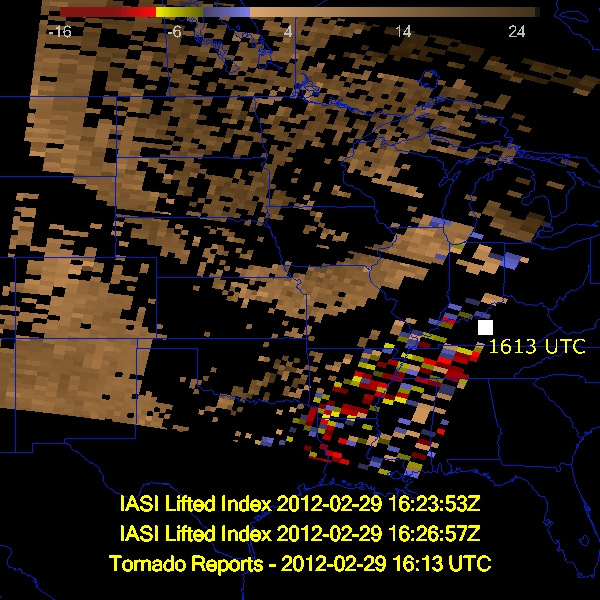 -16 -6 4 14 24
1613 UTC
IASI Lifted Index 2012-02-29 16:23:53Z
IASI Lifted Index 2012-02-29 16:26:57Z
Tornado Reports - 2012-02-29 16:13 UTC